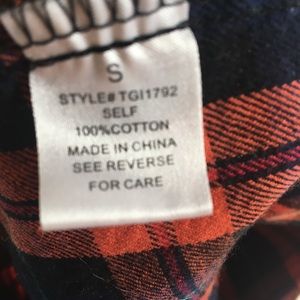 S
STYLE# TGI1792
SELF
100%COTTON
MADE IN CHINA
SEE REVERSE
FOR CARE